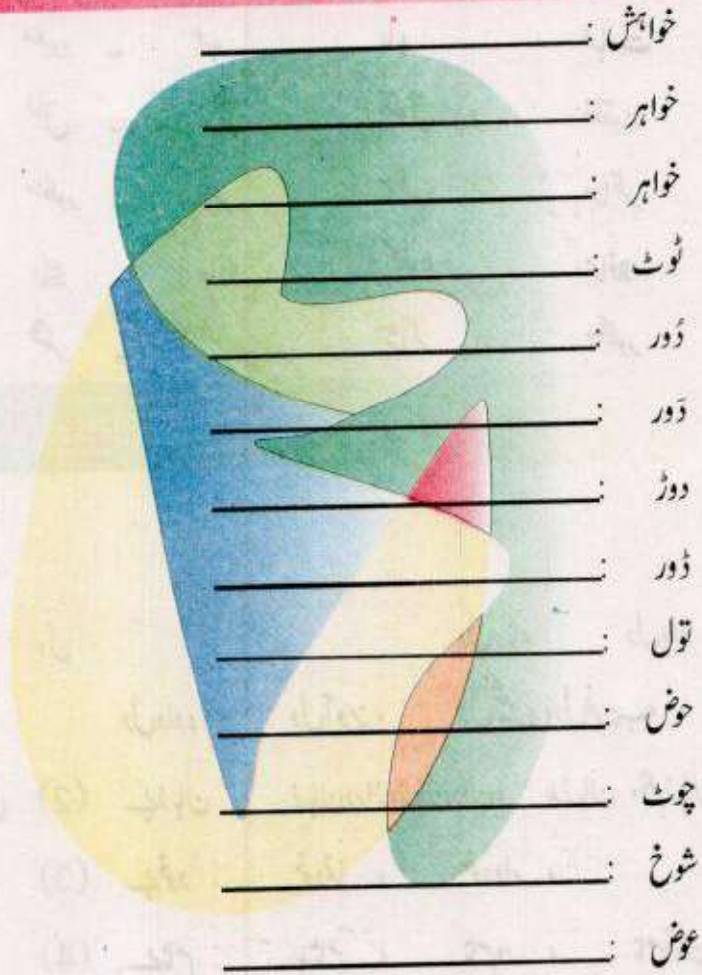 خواہش :
خواہر :
خواہر :
ٹوٹ :
دُور :
دَور :
دوڑ :
ڈور :
تول :
حوض :
چوٹ :
شوخ :
عوض :